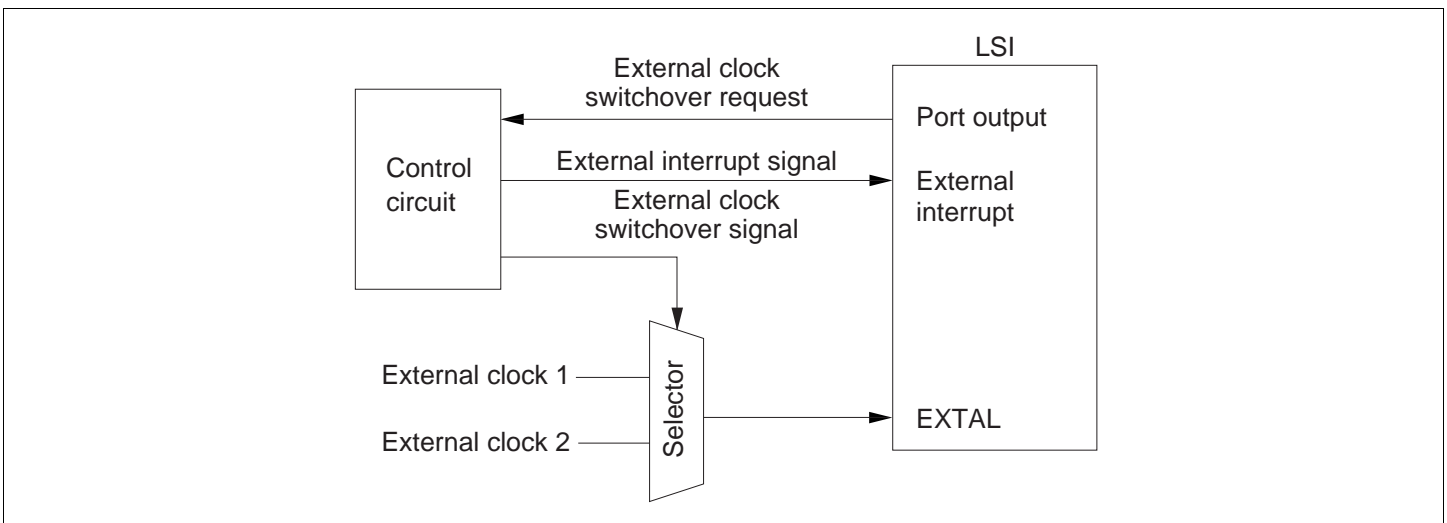 LSI
External clock
switchover request
Port output
Control
circuit
External interrupt signal
External
interrupt
External clock
switchover signal
External clock 1
External clock 2
Selector
EXTAL